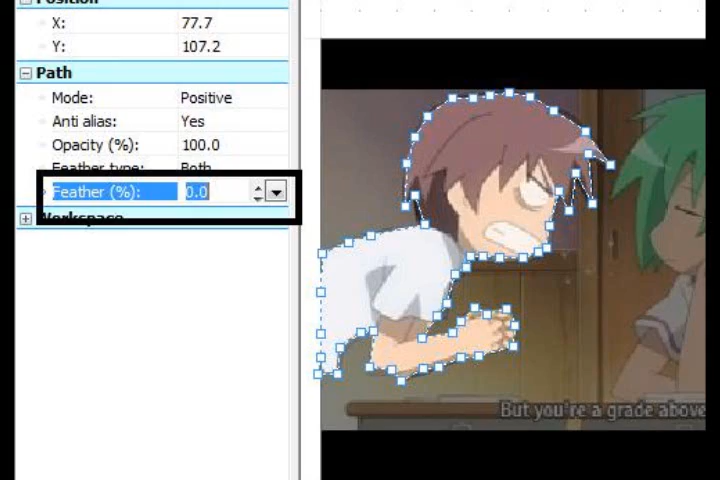 Position
X: 77.7
Y: 107.2
Path
Mode: Positive
Anti alias: Yes
Opacity (%): 100.0
Feather type: Both
Feather (%): 0.0
Workspace
But you're a grade above